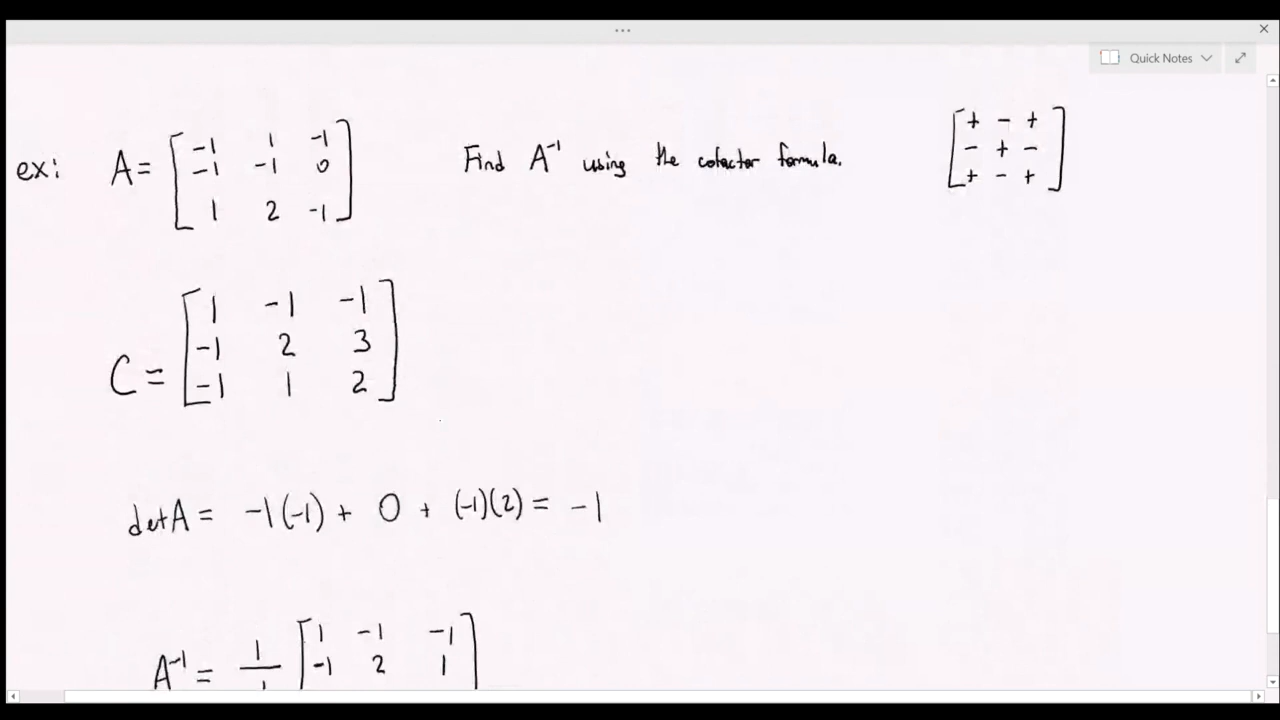 Quick Notes
ex: A = [ -1 1 -1 Find A⁻¹ using the cofactor formula. [ + - +
-1 -1 0 - + -
1 2 -1 ] + - + ]
C = [ 1 -1 -1
-1 2 3
-1 1 2 ]
det A = -1(-1) + 0 + (-1)(2) = -1
A⁻¹ = 1/ [ 1 -1 -1
-1 2 1